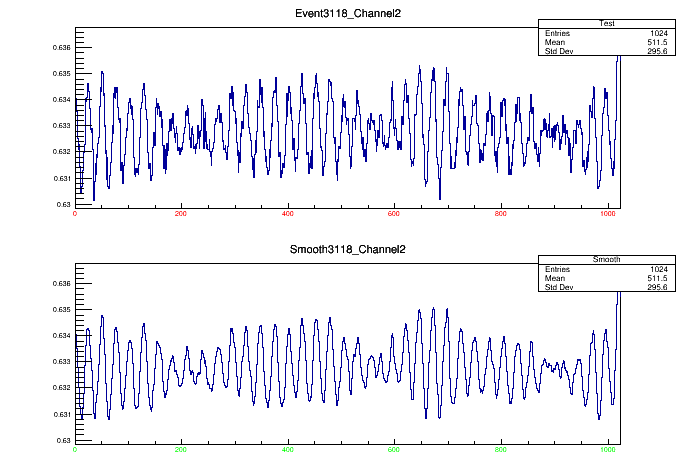 Event3118_Channel2
Test
Entries 1024
Mean 511.5
Std Dev 295.6
0.636
0.635
0.634
0.633
0.632
0.631
0.63
0 200 400 600 800 1000
Smooth3118_Channel2
Smooth
Entries 1024
Mean 511.5
Std Dev 295.6
0.636
0.635
0.634
0.633
0.632
0.631
0.63
0 200 400 600 800 1000